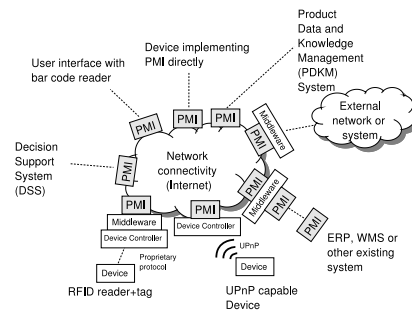 Product
Data and
Knowledge
Management
(PDKM)
System
Device implementing
PMI directly
User interface with
bar code reader
PMI
PMI
PMI
Middleware
PMI
External
network or
system
Decision
Support
System
(DSS)
PMI
Network
connectivity
(Internet)
PMI
Middleware
PMI
PMI
PMI
Middleware
Device Controller
PMI
Device Controller
ERP, WMS or
other existing
system
Proprietary
protocol
Device
RFID reader+tag
UPnP
Device
UPnP capable
Device